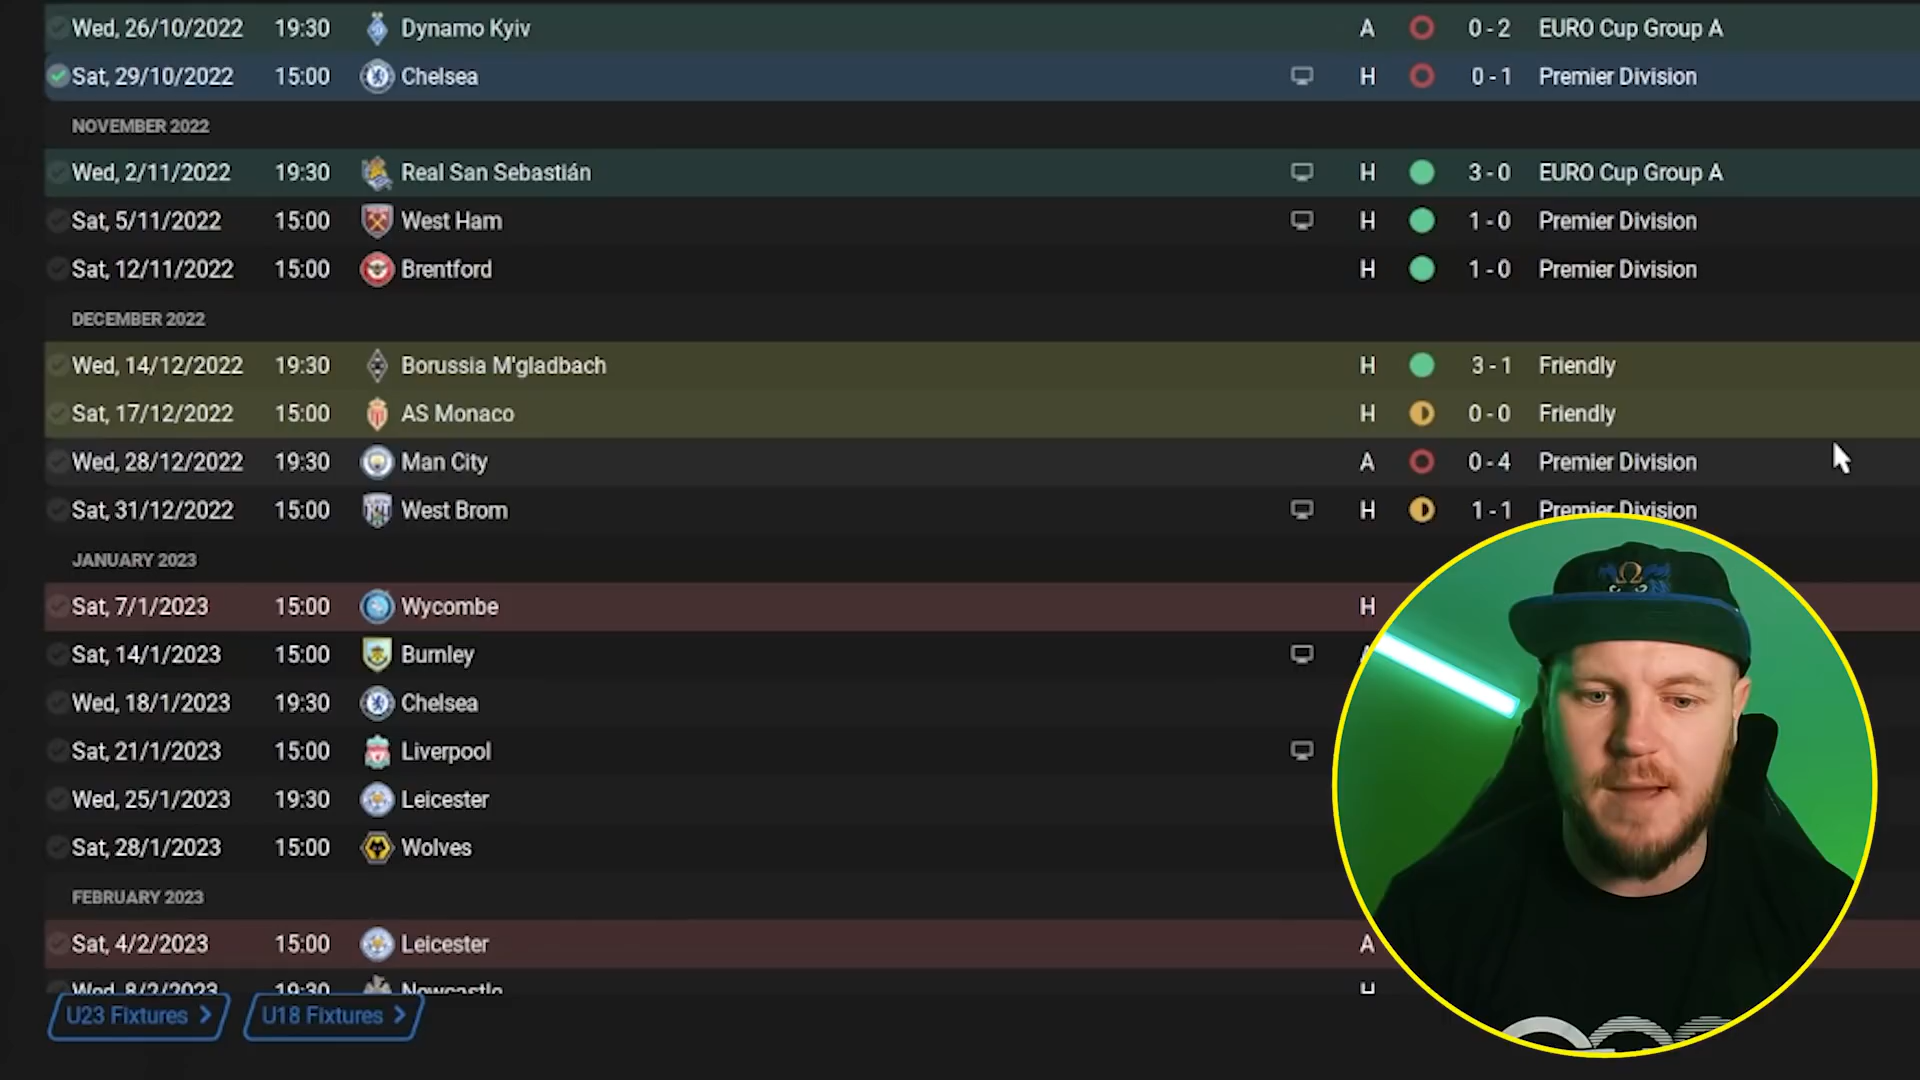 Wed, 26/10/2022 19:30 Dynamo Kyiv A 0 - 2 EURO Cup Group A
Sat, 29/10/2022 15:00 Chelsea H 0 - 1 Premier Division
NOVEMBER 2022
Wed, 2/11/2022 19:30 Real San Sebastián H 3 - 0 EURO Cup Group A
Sat, 5/11/2022 15:00 West Ham H 1 - 0 Premier Division
Sat, 12/11/2022 15:00 Brentford H 1 - 0 Premier Division
DECEMBER 2022
Wed, 14/12/2022 19:30 Borussia M'gladbach H 3 - 1 Friendly
Sat, 17/12/2022 15:00 AS Monaco H 0 - 0 Friendly
Wed, 28/12/2022 19:30 Man City A 0 - 4 Premier Division
Sat, 31/12/2022 15:00 West Brom H 1 - 1 Premier Division
JANUARY 2023
Sat, 7/1/2023 15:00 Wycombe H
Sat, 14/1/2023 15:00 Burnley
Wed, 18/1/2023 19:30 Chelsea
Sat, 21/1/2023 15:00 Liverpool
Wed, 25/1/2023 19:30 Leicester
Sat, 28/1/2023 15:00 Wolves
FEBRUARY 2023
Sat, 4/2/2023 15:00 Leicester A
Wed, 8/2/2023 19:30 Newcastle H
U23 Fixtures U18 Fixtures